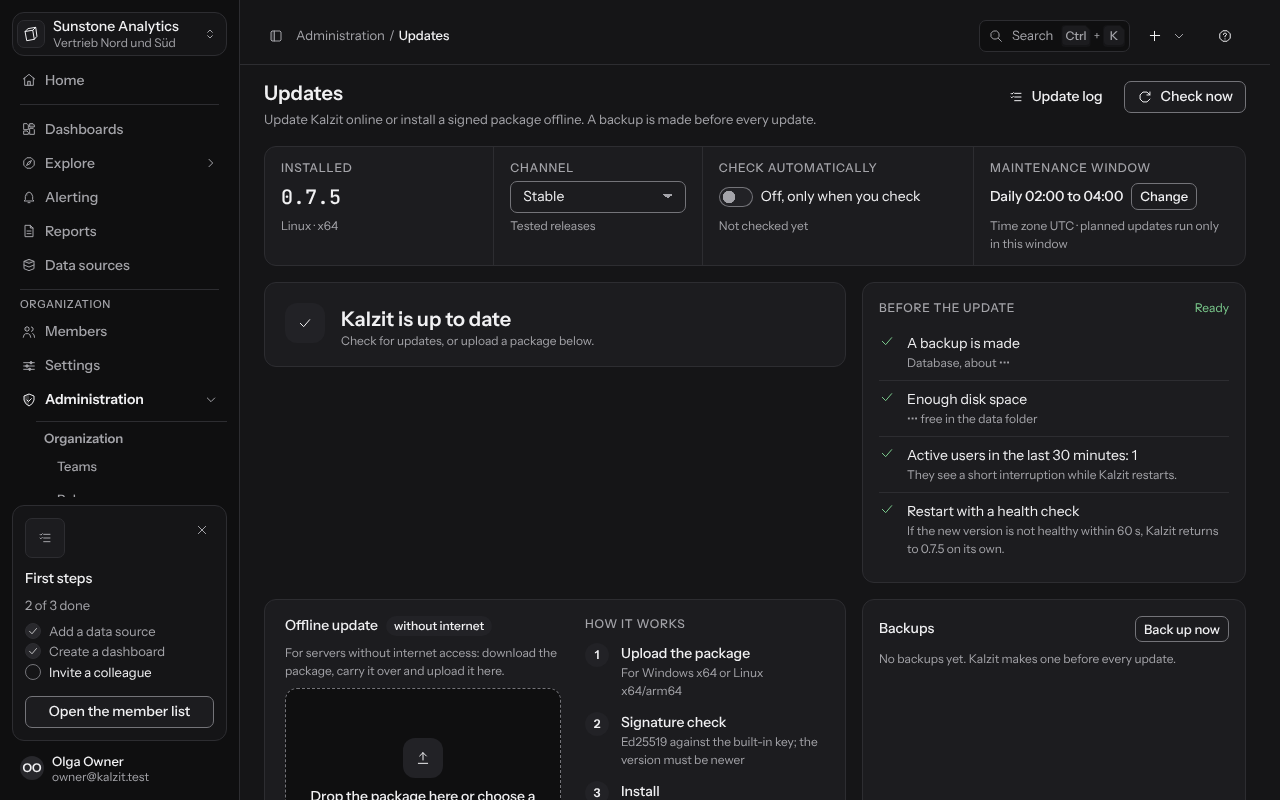 Sunstone Analytics
Vertrieb Nord und Süd
Home
Dashboards
Explore
Alerting
Reports
Data sources
ORGANIZATION
Members
Settings
Administration
Organization
Teams
First steps
2 of 3 done
Add a data source
Create a dashboard
Invite a colleague
Open the member list
OO
Olga Owner
owner@kalzit.test
Administration / Updates
Search Ctrl + K
Updates
Update Kalzit online or install a signed package offline. A backup is made before every update.
Update log
Check now
INSTALLED
0.7.5
Linux · x64
CHANNEL
Stable
Tested releases
CHECK AUTOMATICALLY
Off, only when you check
Not checked yet
MAINTENANCE WINDOW
Daily 02:00 to 04:00
Change
Time zone UTC · planned updates run only
in this window
Kalzit is up to date
Check for updates, or upload a package below.
BEFORE THE UPDATE
Ready
A backup is made
Database, about ···
Enough disk space
··· free in the data folder
Active users in the last 30 minutes: 1
They see a short interruption while Kalzit restarts.
Restart with a health check
If the new version is not healthy within 60 s, Kalzit returns
to 0.7.5 on its own.
Offline update
without internet
For servers without internet access: download the
package, carry it over and upload it here.
Drop the package here or choose a
HOW IT WORKS
1
Upload the package
For Windows x64 or Linux
x64/arm64
2
Signature check
Ed25519 against the built-in key; the
version must be newer
3
Install
Backups
Back up now
No backups yet. Kalzit makes one before every update.